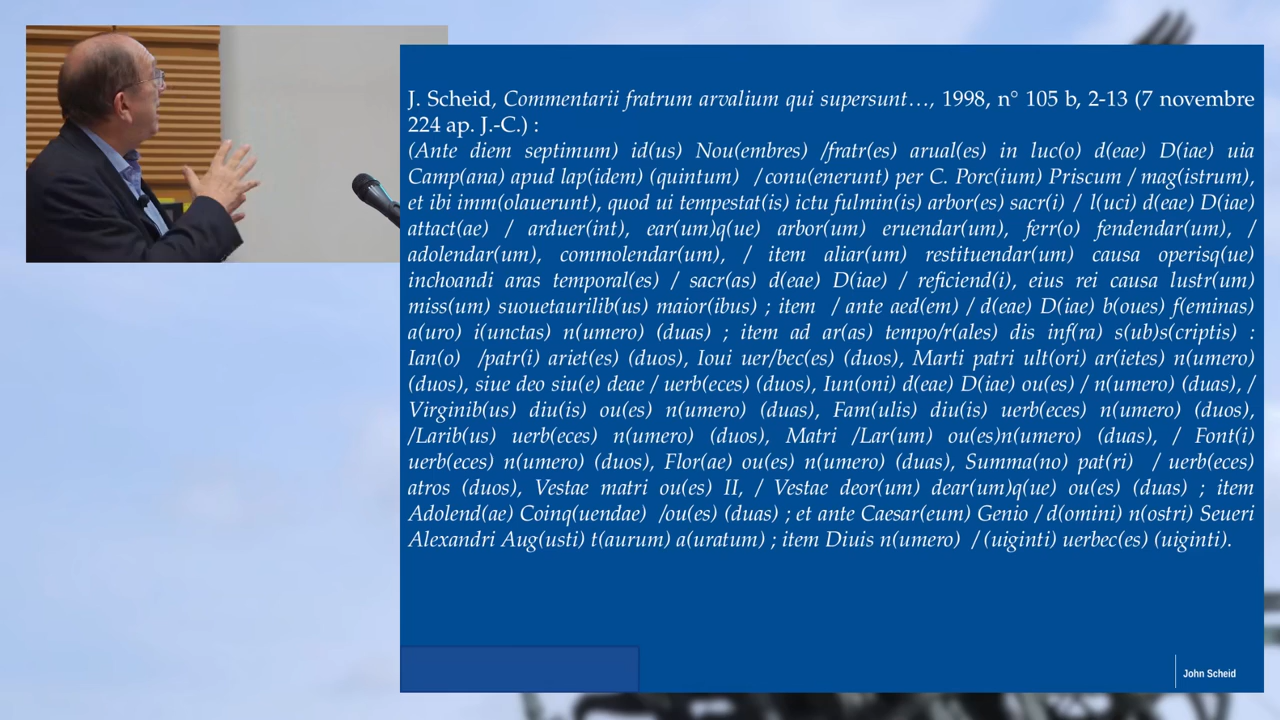 J. Scheid, Commentarii fratrum arvalium qui supersunt…, 1998, n° 105 b, 2-13 (7 novembre
224 ap. J.-C.) :
(Ante diem septimum) id(us) Nou(embres) /fratr(es) arual(es) in luc(o) d(eae) D(iae) uia
Camp(ana) apud lap(idem) (quintum) /conu(enerunt) per C. Porc(ium) Priscum / mag(istrum),
et ibi imm(olauerunt), quod ui tempestat(is) ictu fulmin(is) arbor(es) sacr(i) / l(uci) d(eae) D(iae)
attact(ae) / arduer(int), ear(um)q(ue) arbor(um) eruendar(um), ferr(o) fendendar(um), /
adolendar(um), commolendar(um), / item aliar(um) restituendar(um) causa operisq(ue)
inchoandi aras temporal(es) / sacr(as) d(eae) D(iae) / reficiend(i), eius rei causa lustr(um)
miss(um) suouetaurilib(us) maior(ibus) ; item / ante aed(em) / d(eae) D(iae) b(oues) f(eminas)
a(uro) i(unctas) n(umero) (duas) ; item ad ar(as) tempo/r(ales) dis inf(ra) s(ub)s(criptis) :
Ian(o) /patr(i) ariet(es) (duos), Ioui uer/bec(es) (duos), Marti patri ult(ori) ar(ietes) n(umero)
(duos), siue deo siu(e) deae / uerb(eces) (duos), Iun(oni) d(eae) D(iae) ou(es) / n(umero) (duas), /
Virginib(us) diu(is) ou(es) n(umero) (duas), Fam(ulis) diu(is) uerb(eces) n(umero) (duos),
/Larib(us) uerb(eces) n(umero) (duos), Matri /Lar(um) ou(es)n(umero) (duas), / Font(i)
uerb(eces) n(umero) (duos), Flor(ae) ou(es) n(umero) (duas), Summa(no) pat(ri) / uerb(eces)
atros (duos), Vestae matri ou(es) II, / Vestae deor(um) dear(um)q(ue) ou(es) (duas) ; item
Adolend(ae) Coinq(uendae) /ou(es) (duas) ; et ante Caesar(eum) Genio / d(omini) n(ostri) Seueri
Alexandri Aug(usti) t(aurum) a(uratum) ; item Diuis n(umero) / (uiginti) uerbec(es) (uiginti).
John Scheid